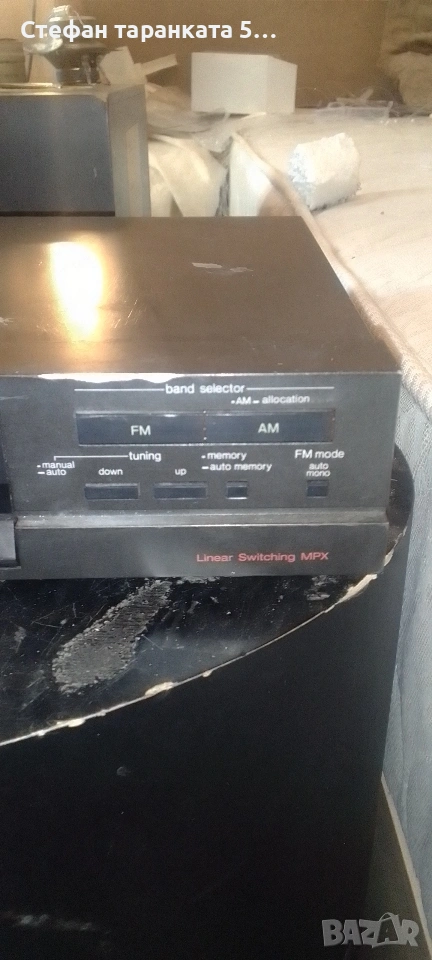 Стефан таранката 5...
band selector
-AM- allocation
FM
AM
tuning
-manual
-auto
down
up
-memory
-auto memory
FM mode
auto
mono
Linear Switching MPX
BAZAR